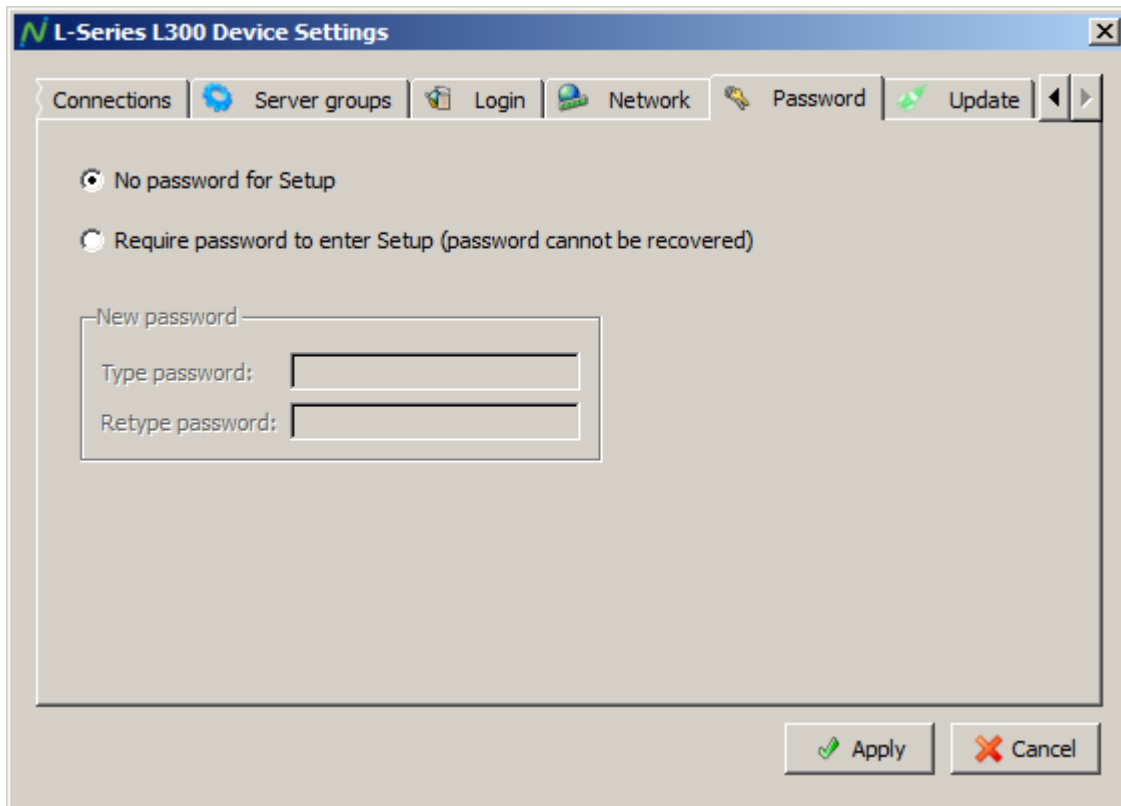 L-Series L300 Device Settings
Connections Server groups Login Network Password Update
No password for Setup
Require password to enter Setup (password cannot be recovered)
New password
Type password:
Retype password:
Apply Cancel